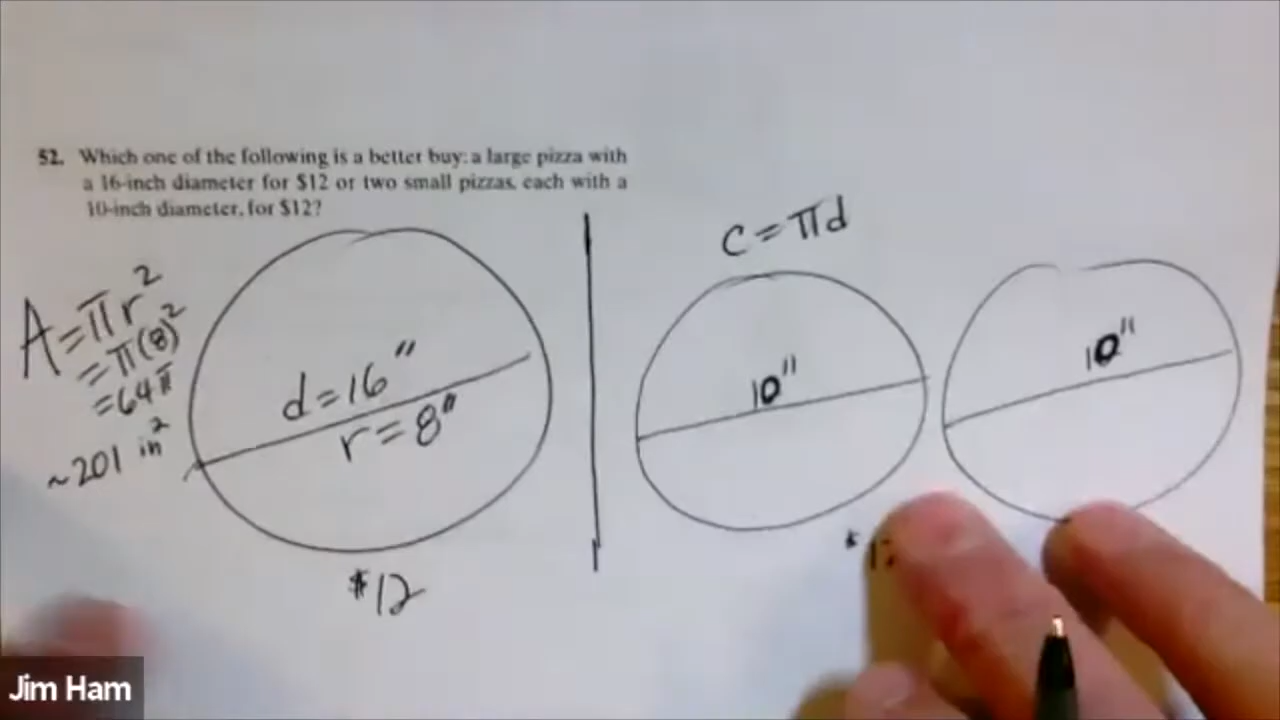 52. Which one of the following is a better buy: a large pizza with
a 16-inch diameter for $12 or two small pizzas, each with a
10-inch diameter, for $12?
A=πr²
=π(8)²
=64π
~201 in²
d=16"
r=8"
$12
C=πd
10"
10"
Jim Ham